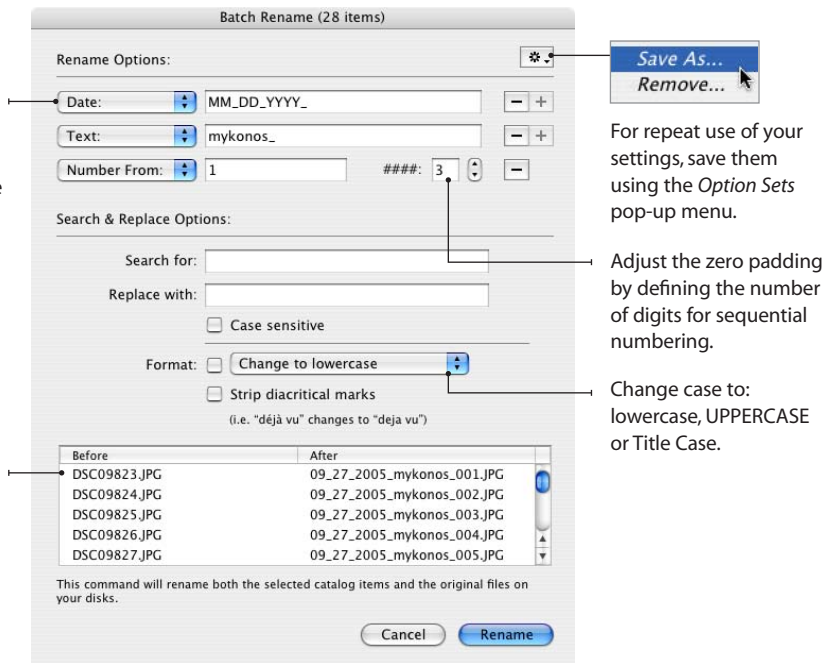 Batch Rename (28 items)
Rename Options:
Date: MM_DD_YYYY_
Text: mykonos_
Number From: 1 ####: 3
e
Search & Replace Options:
Search for:
Replace with:
Case sensitive
Format: Change to lowercase
Strip diacritical marks
(i.e. “déjà vu” changes to “deja vu”)
Before After
DSC09823.JPG 09_27_2005_mykonos_001.JPG
DSC09824.JPG 09_27_2005_mykonos_002.JPG
DSC09825.JPG 09_27_2005_mykonos_003.JPG
DSC09826.JPG 09_27_2005_mykonos_004.JPG
DSC09827.JPG 09_27_2005_mykonos_005.JPG
This command will rename both the selected catalog items and the original files on
your disks.
Cancel Rename
Save As...
Remove...
For repeat use of your
settings, save them
using the Option Sets
pop-up menu.
Adjust the zero padding
by defining the number
of digits for sequential
numbering.
Change case to:
lowercase, UPPERCASE
or Title Case.